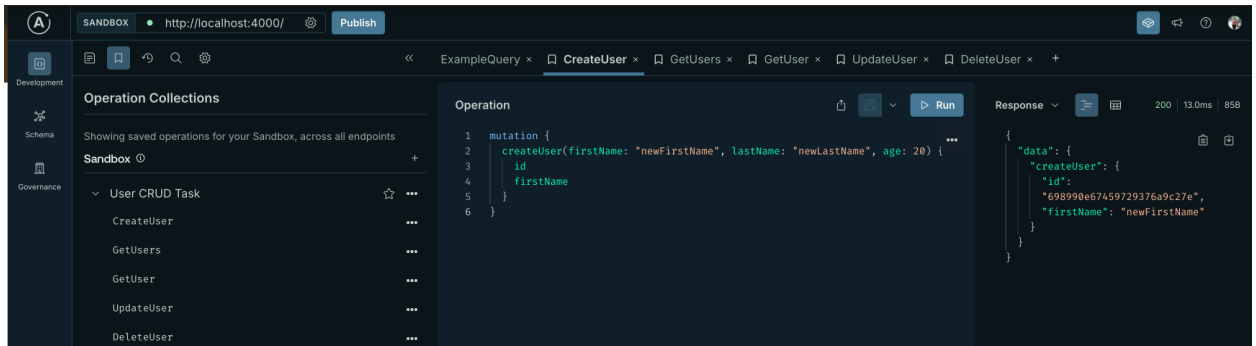 SANDBOX http://localhost:4000/ Publish
Development
Schema
Governance
Operation Collections
Showing saved operations for your Sandbox, across all endpoints
Sandbox
User CRUD Task
CreateUser
GetUsers
GetUser
UpdateUser
DeleteUser
ExampleQuery × CreateUser × GetUsers × GetUser × UpdateUser × DeleteUser × +
Operation
Run
1 mutation {
2 createUser(firstName: "newFirstName", lastName: "newLastName", age: 20) {
3 id
4 firstName
5 }
6 }
Response 200 13.0ms 85B
{
"data": {
"createUser": {
"id":
"698990e67459729376a9c27e",
"firstName": "newFirstName"
}
}
}